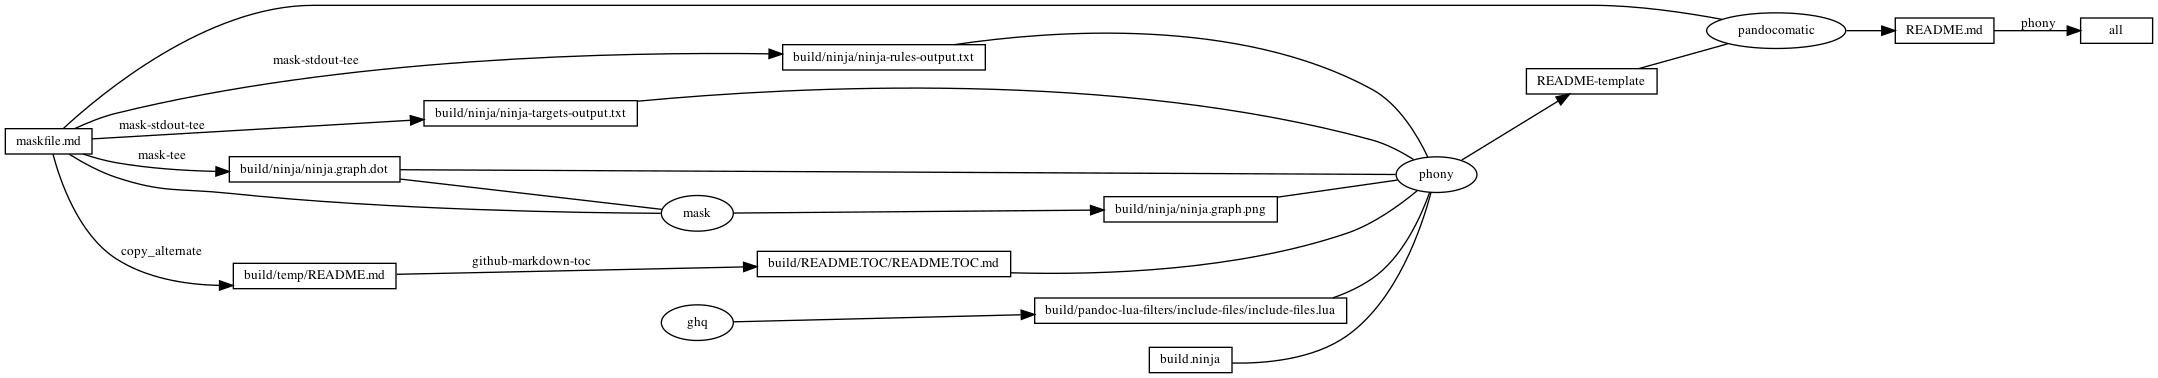 pandocomatic
README.md
phony
all
mask-stdout-tee
build/ninja/ninja-rules-output.txt
README-template
mask-stdout-tee
build/ninja/ninja-targets-output.txt
maskfile.md
mask-tee
build/ninja/ninja.graph.dot
phony
mask
build/ninja/ninja.graph.png
copy_alternate
build/temp/README.md
github-markdown-toc
build/README.TOC/README.TOC.md
ghq
build/pandoc-lua-filters/include-files/include-files.lua
build.ninja